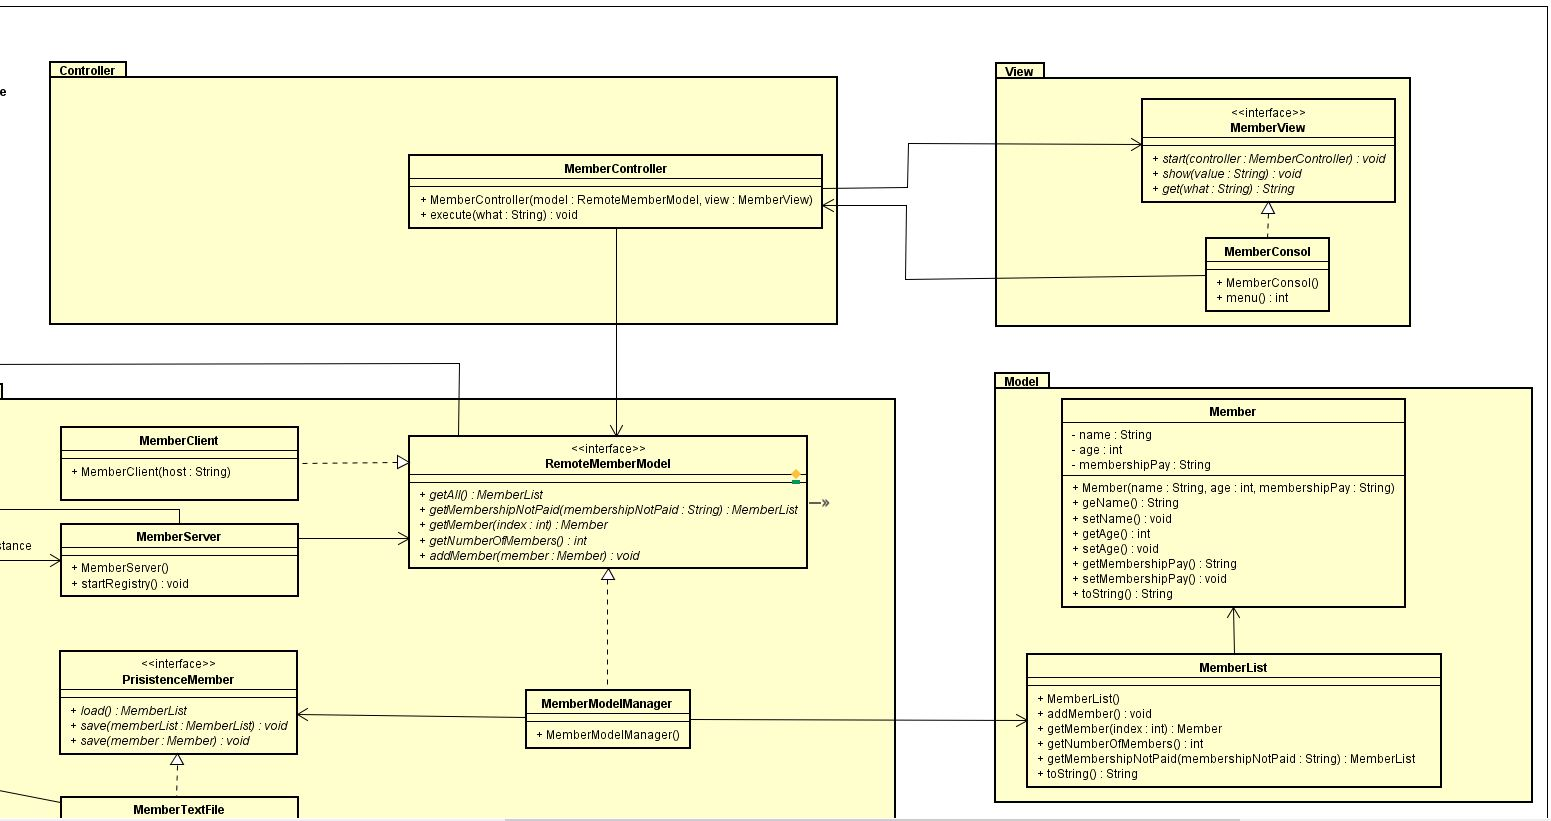 Controller
e
MemberController
+ MemberController(model : RemoteMemberModel, view : MemberView)
+ execute(what : String) : void
View
<<interface>>
MemberView
+ start(controller : MemberController) : void
+ show(value : String) : void
+ get(what : String) : String
MemberConsol
+ MemberConsol()
+ menu() : int
MemberClient
+ MemberClient(host : String)
<<interface>>
RemoteMemberModel
+ getAll() : MemberList
+ getMembershipNotPaid(membershipNotPaid : String) : MemberList
+ getMember(index : int) : Member
+ getNumberOfMembers() : int
+ addMember(member : Member) : void
tance
MemberServer
+ MemberServer()
+ startRegistry() : void
<<interface>>
PrisistenceMember
+ load() : MemberList
+ save(memberList : MemberList) : void
+ save(member : Member) : void
MemberModelManager
+ MemberModelManager()
MemberTextFile
Model
Member
- name : String
- age : int
- membershipPay : String
+ Member(name : String, age : int, membershipPay : String)
+ geName() : String
+ setName() : void
+ getAge() : int
+ setAge() : void
+ getMembershipPay() : String
+ setMembershipPay() : void
+ toString() : String
MemberList
+ MemberList()
+ addMember() : void
+ getMember(index : int) : Member
+ getNumberOfMembers() : int
+ getMembershipNotPaid(membershipNotPaid : String) : MemberList
+ toString() : String